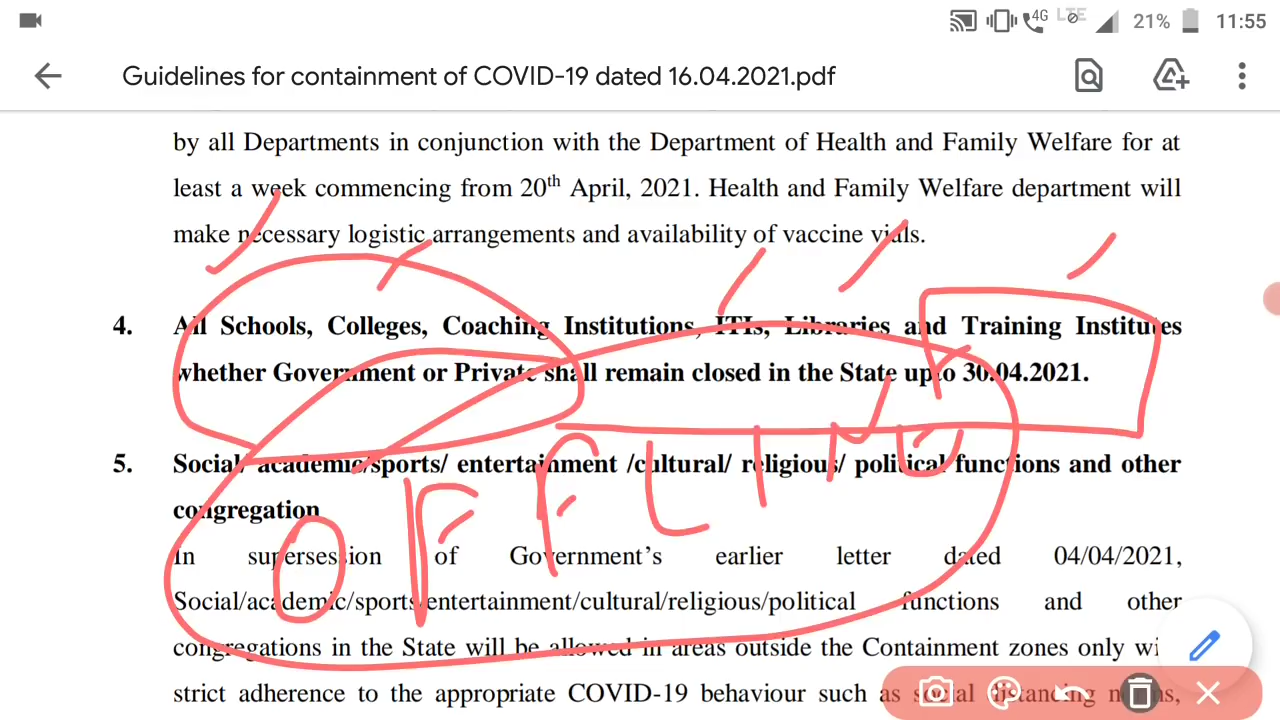 4G LTE 21% 11:55
Guidelines for containment of COVID-19 dated 16.04.2021.pdf
by all Departments in conjunction with the Department of Health and Family Welfare for at
least a week commencing from 20th April, 2021. Health and Family Welfare department will
make necessary logistic arrangements and availability of vaccine vials.
4. All Schools, Colleges, Coaching Institutions, ITIs, Libraries and Training Institutes
whether Government or Private shall remain closed in the State upto 30.04.2021.
5. Social/ academic/sports/ entertainment /cultural/ religious/ political functions and other
congregation
In supersession of Government's earlier letter dated 04/04/2021,
OFFLINE
Social/academic/sports/entertainment/cultural/religious/political functions and other
congregations in the State will be allowed in areas outside the Containment zones only
strict adherence to the appropriate COVID-19 behaviour such as social distancing norms,